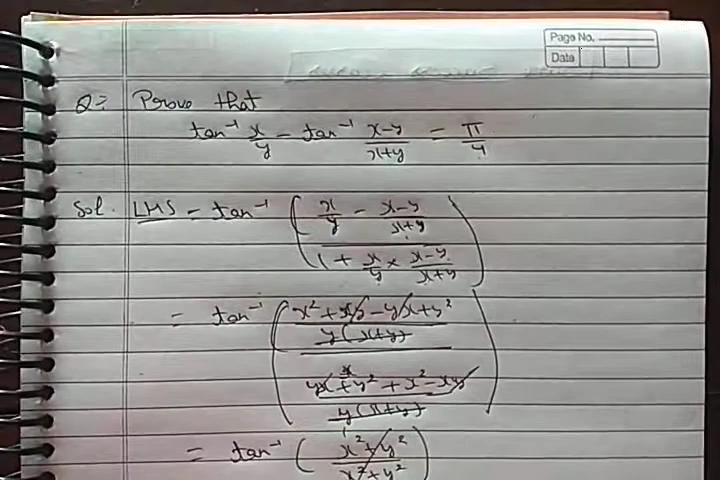 Page No.
Date
Q: Prove that
tan⁻¹ x/y - tan⁻¹ (x-y)/(x+y) = π/4
Sol. LHS = tan⁻¹ ((x/y - (x-y)/(x+y))/(1 + x/y × (x-y)/(x+y)))
= tan⁻¹ (((x² + xy - yx + y²)/(y(x+y)))/((yx + y² + x² - xy)/(y(x+y))))
= tan⁻¹ ((x² + y²)/(x² + y²))